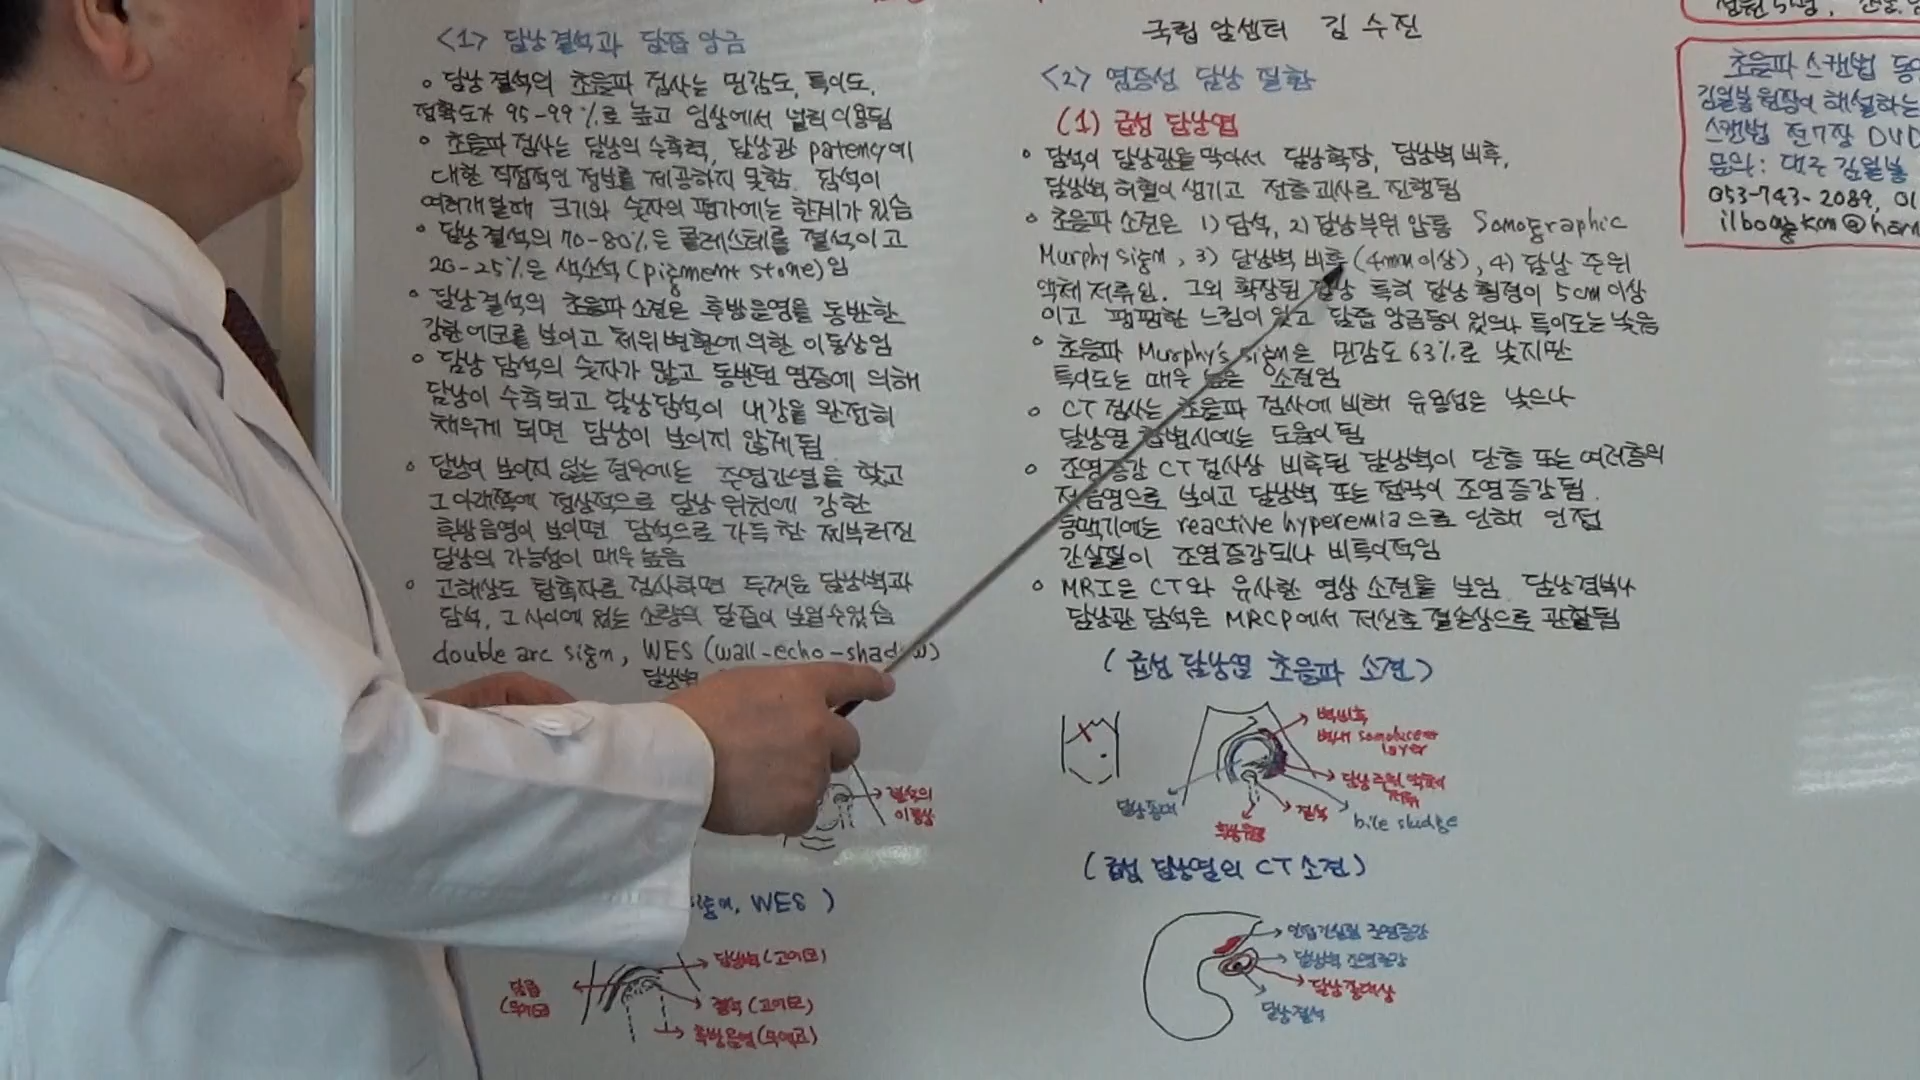 국립 암센터 김수진
<1> 담낭결석과 담즙 앙금
○ 담낭결석의 초음파 검사는 민감도, 특이도,
정확도가 95-99%로 높고 임상에서 널리 이용됨
○ 초음파 검사는 담낭의 수축력, 담낭관 patency에
대한 직접적인 정보를 제공하지 못함. 담석이
여러개 일때 크기와 숫자의 평가에는 한계가 있음
○ 담낭결석의 70-80%은 콜레스테롤 결석이고
20-25%은 색소석 (pigment stone)임
○ 담낭결석의 초음파 소견은 후방음영을 동반한
강한 에코를 보이고 체위변환에 의한 이동성임
○ 담낭 담석의 숫자가 많고 동반된 염증에 의해
담낭이 수축되고 담낭담석이 내강을 완전히
채우게 되면 담낭이 보이지 않게 됨
○ 담낭이 보이지 않는 경우에는 주엽간열을 찾고
그 아래쪽에 정상적으로 담낭 위치에 강한
후방음영이 보이면 담석으로 가득 찬 찌부러진
담낭의 가능성이 매우 높음
○ 고해상도 탐촉자로 검사하면 두꺼운 담낭벽과
담석, 그 사이에 있는 소량의 담즙이 보일수있음
double arc sign, WES (wall-echo-shadow)
담낭벽
결석의
이동성
WES )
담낭벽 (고에코)
담즙
(무에코)
결석 (고에코)
후방음영 (무에코)
<2> 염증성 담낭 질환
(1) 급성 담낭염
○ 담석이 담낭관을 막아서 담낭확장, 담낭벽 비후,
담낭벽 허혈이 생기고 전층괴사로 진행됨
○ 초음파 소견은 1) 담석, 2) 담낭부위 압통 Sonographic
Murphy sign, 3) 담낭벽 비후 (4mm 이상), 4) 담낭 주위
액체 저류임. 그외 확장된 담낭 특히 담낭 횡경이 5cm 이상
이고 팽팽한 느낌이 있고 담즙 앙금등이 있으나 특이도는 낮음
○ 초음파 Murphy's sign은 민감도 63%로 낮지만
특이도는 매우 높은 소견임
○ CT 검사는 초음파 검사에 비해 유용성은 낮으나
담낭염 합병시에는 도움이 됨
○ 조영증강 CT 검사상 비후된 담낭벽이 단층 또는 여러층의
저음영으로 보이고 담낭벽 또는 점막이 조영증강됨.
동맥기에는 reactive hyperemia으로 인해 인접
간실질이 조영증강되나 비특이적임
○ MRI은 CT와 유사한 영상 소견을 보임. 담낭경부나
담낭관 담석은 MRCP에서 저신호 결손상으로 관찰됨
(급성 담낭염 초음파 소견)
벽비후
벽내 sonolucent
layer
담낭 주위 액체
저류
담낭종대
후방음영
결석
bile sludge
(급성 담낭염의 CT 소견)
인접간실질 조영증강
담낭벽 조영증강
담낭결석
초음파 스캔법 동
김일봉원장이 해설하는
스캔법 전7장 DVD
문의: 대구 김일봉
053-743-2089, 01